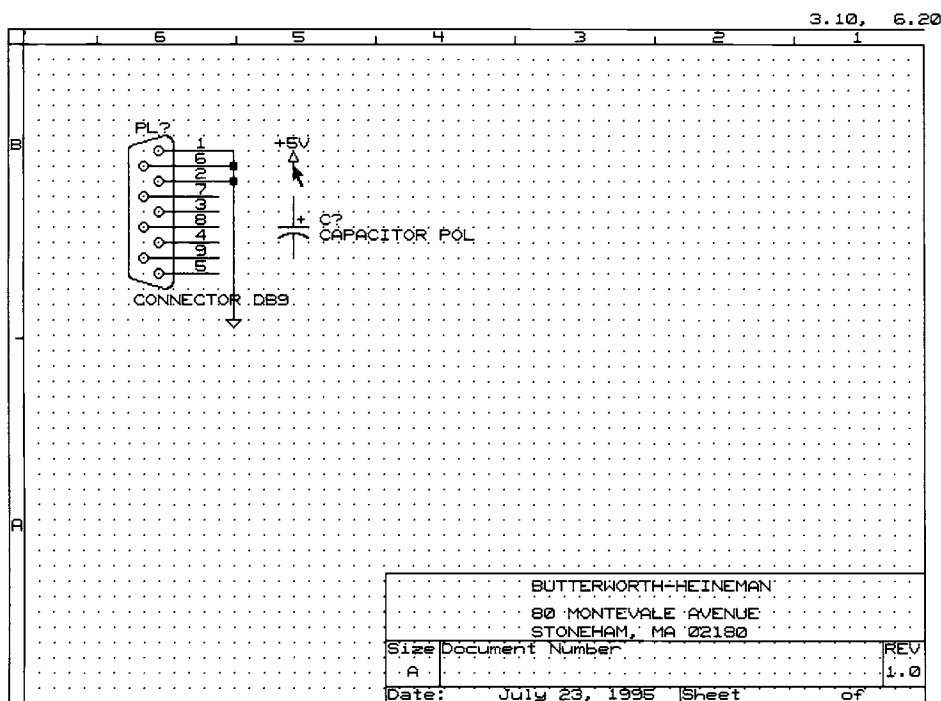 3.10, 6.20
6 5 4 3 2 1
B
PL?
1
6
2
7
3
8
4
9
5
CONNECTOR DB9
+5V
+
C?
CAPACITOR POL
A
BUTTERWORTH-HEINEMAN
80 MONTEVALE AVENUE
STONEHAM, MA 02180
Size Document Number REV
A 1.0
Date: July 23, 1995 Sheet of